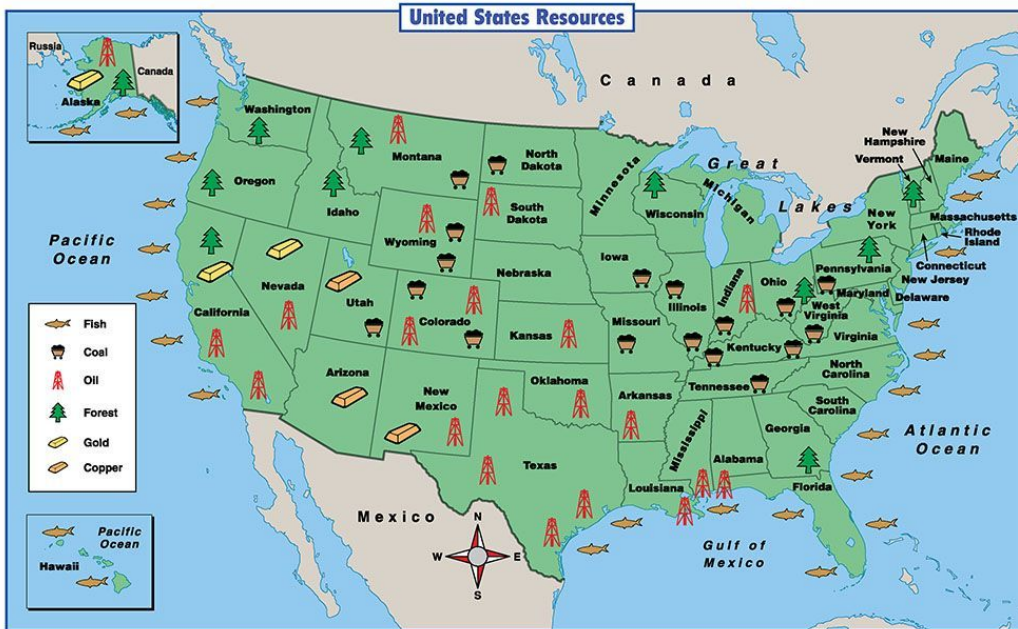 United States Resources
Russia
Canada
Alaska
Canada
Washington
Oregon
Idaho
Montana
North
Dakota
South
Dakota
Minnesota
Wisconsin
Michigan
Great
Lakes
New
Hampshire
Vermont
Maine
New
York
Massachusetts
Rhode
Island
Connecticut
New Jersey
Pennsylvania
Maryland
Delaware
Pacific
Ocean
Wyoming
Nebraska
Iowa
Nevada
Utah
California
Colorado
Kansas
Missouri
Illinois
Indiana
Ohio
West
Virginia
Virginia
Kentucky
Tennessee
North
Carolina
South
Carolina
Arizona
New
Mexico
Oklahoma
Arkansas
Texas
Louisiana
Mississippi
Alabama
Georgia
Florida
Atlantic
Ocean
Fish
Coal
Oil
Forest
Gold
Copper
Mexico
N
W
E
S
Gulf of
Mexico
Pacific
Ocean
Hawaii